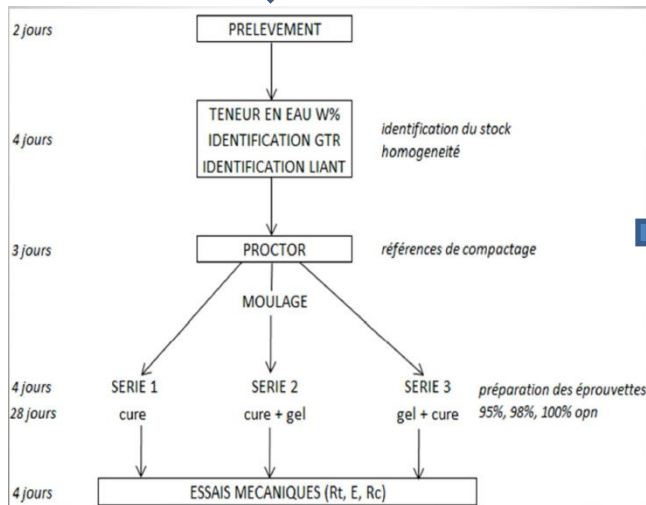 2 jours PRELEVEMENT
TENEUR EN EAU W%
4 jours IDENTIFICATION GTR identification du stock
IDENTIFICATION LIANT homogeneité
3 jours PROCTOR références de compactage
MOULAGE
4 jours SERIE 1 SERIE 2 SERIE 3 préparation des éprouvettes
28 jours cure cure + gel gel + cure 95%, 98%, 100% opn
4 jours ESSAIS MECANIQUES (Rt, E, Rc)